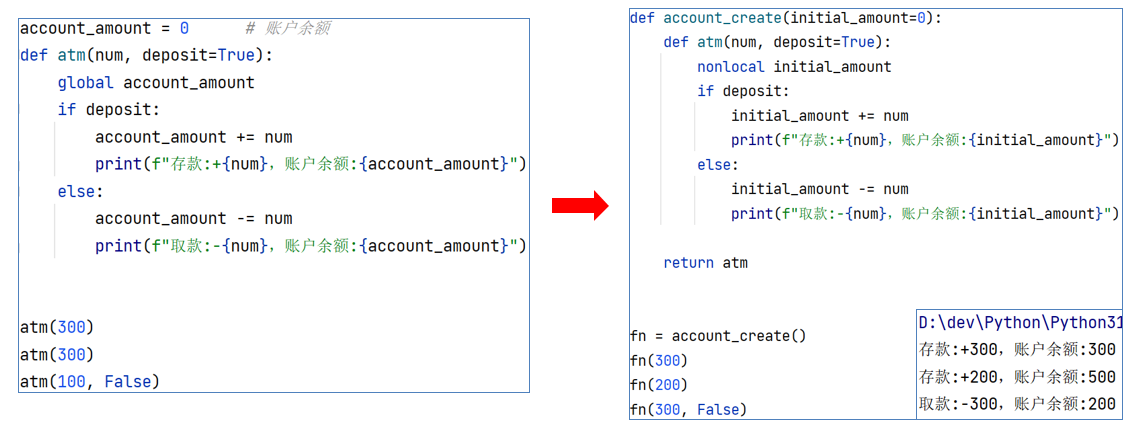 account_amount = 0      # 账户余额
def atm(num, deposit=True):
    global account_amount
    if deposit:
        account_amount += num
        print(f"存款:+{num}，账户余额:{account_amount}")
    else:
        account_amount -= num
        print(f"取款:-{num}，账户余额:{account_amount}")
atm(300)
atm(300)
atm(100, False)
def account_create(initial_amount=0):
    def atm(num, deposit=True):
        nonlocal initial_amount
        if deposit:
            initial_amount += num
            print(f"存款:+{num}，账户余额:{initial_amount}")
        else:
            initial_amount -= num
            print(f"取款:-{num}，账户余额:{initial_amount}")
    return atm
fn = account_create()
fn(300)
fn(200)
fn(300, False)
D:\dev\Python\Python31
存款:+300，账户余额:300
存款:+200，账户余额:500
取款:-300，账户余额:200